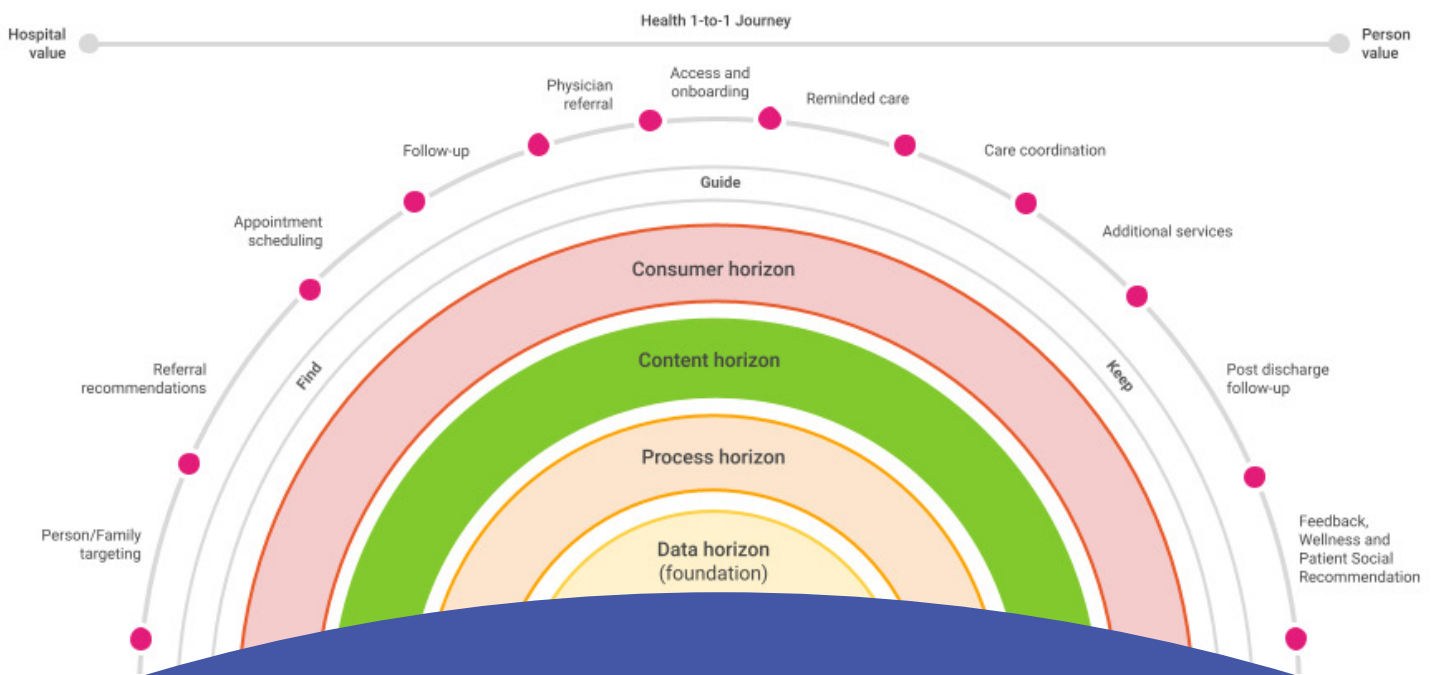 Health 1-to-1 Journey
Hospital
value
Person
value
Access and
onboarding
Physician
referral
Reminded care
Follow-up
Care coordination
Guide
Appointment
scheduling
Additional services
Consumer horizon
Find
Keep
Content horizon
Referral
recommendations
Post discharge
follow-up
Process horizon
Person/Family
targeting
Feedback,
Wellness and
Patient Social
Recommendation
Data horizon
(foundation)